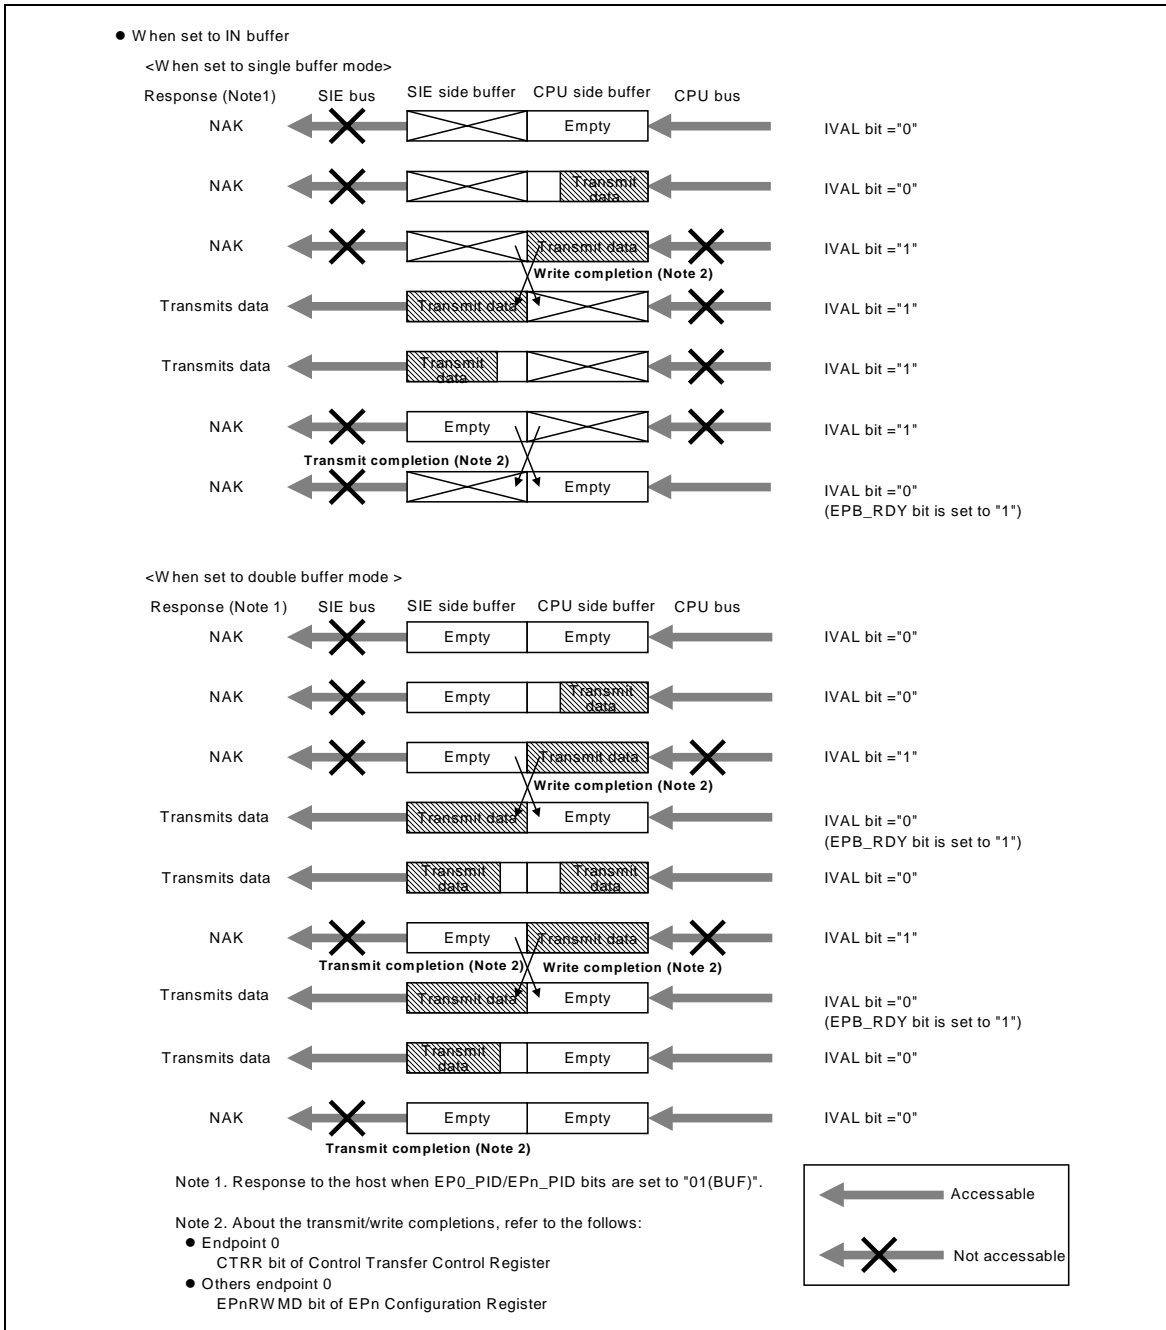 ● When set to IN buffer
<When set to single buffer mode>
Response (Note1) SIE bus SIE side buffer CPU side buffer CPU bus
NAK Empty IVAL bit ="0"
NAK Transmit data IVAL bit ="0"
NAK Transmit data IVAL bit ="1"
Write completion (Note 2)
Transmits data Transmit data IVAL bit ="1"
Transmits data Transmit data IVAL bit ="1"
NAK Empty IVAL bit ="1"
Transmit completion (Note 2)
NAK Empty IVAL bit ="0"
(EPB_RDY bit is set to "1")
<When set to double buffer mode >
Response (Note 1) SIE bus SIE side buffer CPU side buffer CPU bus
NAK Empty Empty IVAL bit ="0"
NAK Empty Transmit data IVAL bit ="0"
NAK Empty Transmit data IVAL bit ="1"
Write completion (Note 2)
Transmits data Transmit data Empty IVAL bit ="0"
(EPB_RDY bit is set to "1")
Transmits data Transmit data Transmit data IVAL bit ="0"
NAK Empty Transmit data IVAL bit ="1"
Transmit completion (Note 2) Write completion (Note 2)
Transmits data Transmit data Empty IVAL bit ="0"
(EPB_RDY bit is set to "1")
Transmits data Transmit data Empty IVAL bit ="0"
NAK Empty Empty IVAL bit ="0"
Transmit completion (Note 2)
Note 1. Response to the host when EP0_PID/EPn_PID bits are set to "01(BUF)".
Note 2. About the transmit/write completions, refer to the follows:
● Endpoint 0
CTRR bit of Control Transfer Control Register
● Others endpoint 0
EPnRWMD bit of EPn Configuration Register
Accessable
Not accessable